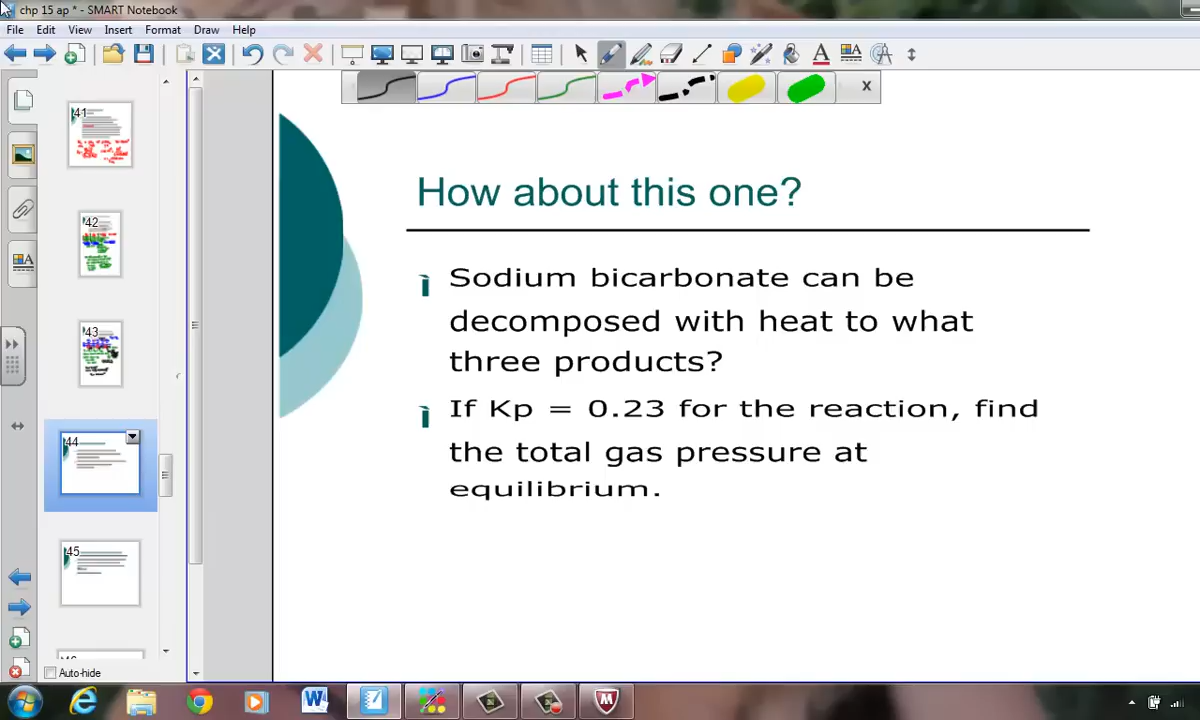 chp 15 ap * - SMART Notebook
File Edit View Insert Format Draw Help
x
41
42
43
44
45
Auto-hide
How about this one?
Sodium bicarbonate can be
decomposed with heat to what
three products?
If Kp = 0.23 for the reaction, find
the total gas pressure at
equilibrium.